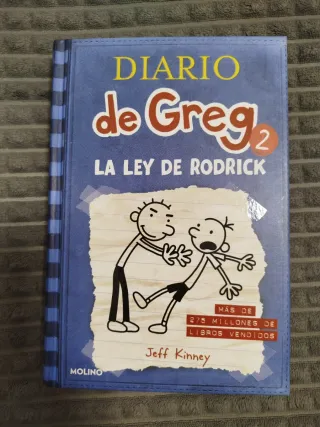 DIARIO
de Greg 2
LA LEY DE RODRICK
MÁS DE
275 MILLONES DE
LIBROS VENDIDOS
Jeff Kinney
MOLINO